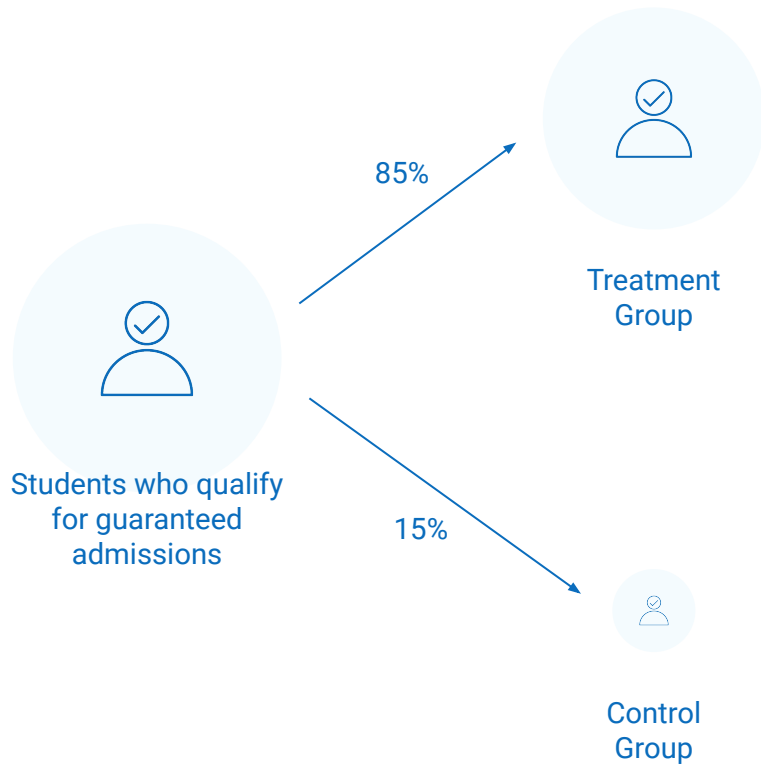 85%
Treatment
Group
Students who qualify
for guaranteed
admissions
15%
Control
Group